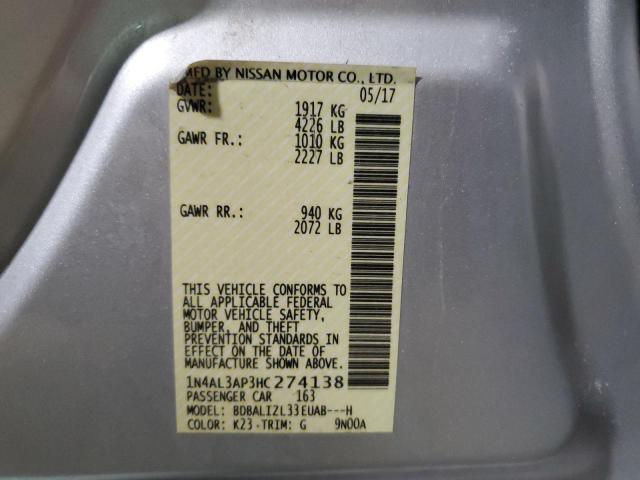 MFD BY NISSAN MOTOR CO., LTD.
DATE: 05/17
GVWR: 1917 KG
4226 LB
GAWR FR.: 1010 KG
2227 LB
GAWR RR.: 940 KG
2072 LB
THIS VEHICLE CONFORMS TO
ALL APPLICABLE FEDERAL
MOTOR VEHICLE SAFETY,
BUMPER, AND THEFT
PREVENTION STANDARDS IN
EFFECT ON THE DATE OF
MANUFACTURE SHOWN ABOVE.
1N4AL3AP3HC274138
PASSENGER CAR 163
MODEL: BDBALIZL33EUAB---H
COLOR: K23-TRIM: G 9N00A